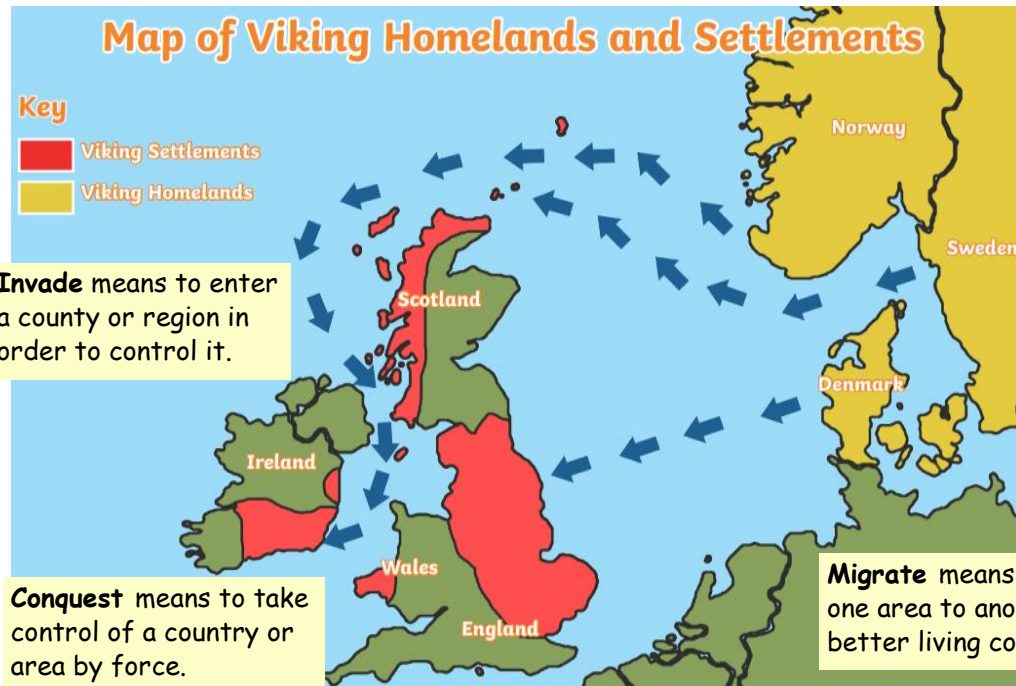 Map of Viking Homelands and Settlements
Key
Viking Settlements
Viking Homelands
Norway
Sweden
Invade means to enter
a county or region in
order to control it.
Scotland
Denmark
Ireland
Wales
England
Conquest means to take
control of a country or
area by force.
Migrate means
one area to ano
better living co